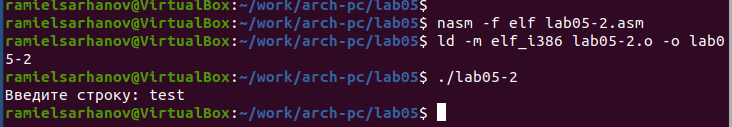 ramielsarhanov@VirtualBox:~/work/arch-pc/lab05$
ramielsarhanov@VirtualBox:~/work/arch-pc/lab05$ nasm -f elf lab05-2.asm
ramielsarhanov@VirtualBox:~/work/arch-pc/lab05$ ld -m elf_i386 lab05-2.o -o lab0
5-2
ramielsarhanov@VirtualBox:~/work/arch-pc/lab05$ ./lab05-2
Введите строку: test
ramielsarhanov@VirtualBox:~/work/arch-pc/lab05$